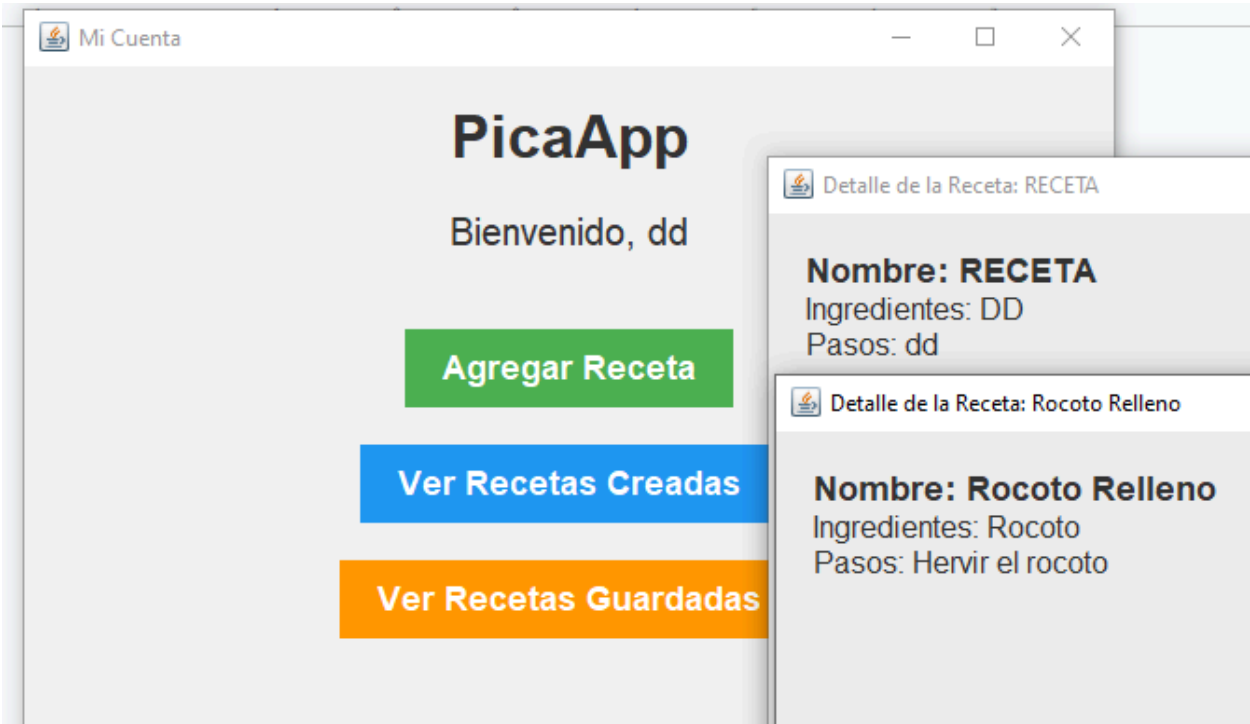 Mi Cuenta
PicaApp
Bienvenido, dd
Agregar Receta
Ver Recetas Creadas
Ver Recetas Guardadas
Detalle de la Receta: RECETA
Nombre: RECETA
Ingredientes: DD
Pasos: dd
Detalle de la Receta: Rocoto Relleno
Nombre: Rocoto Relleno
Ingredientes: Rocoto
Pasos: Hervir el rocoto